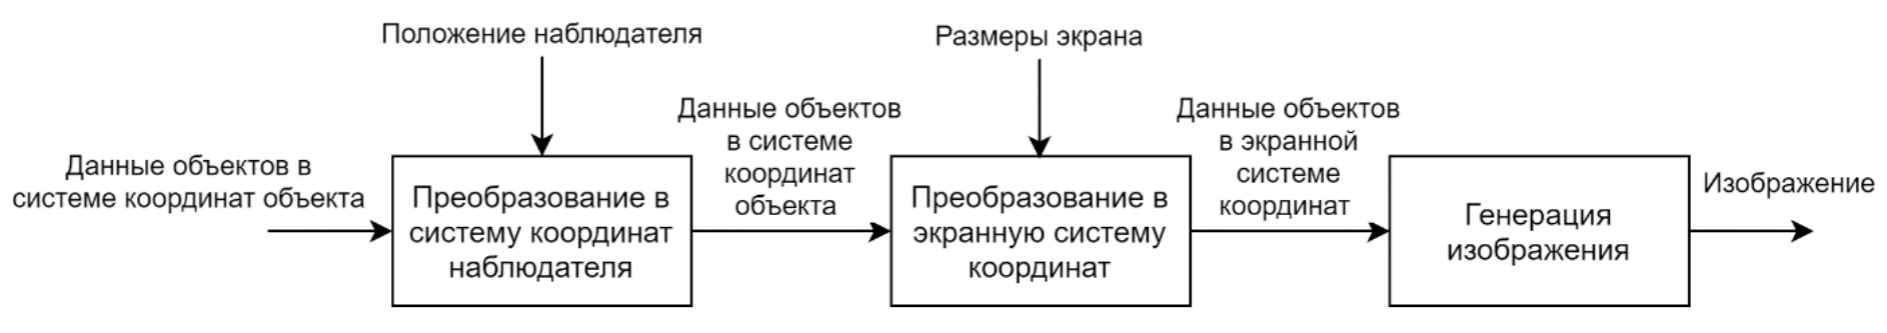 Положение наблюдателя
Размеры экрана
Данные объектов в
системе координат объекта
Преобразование в
систему координат
наблюдателя
Данные объектов
в системе
координат
объекта
Преобразование в
экранную систему
координат
Данные объектов
в экранной
системе
координат
Генерация
изображения
Изображение